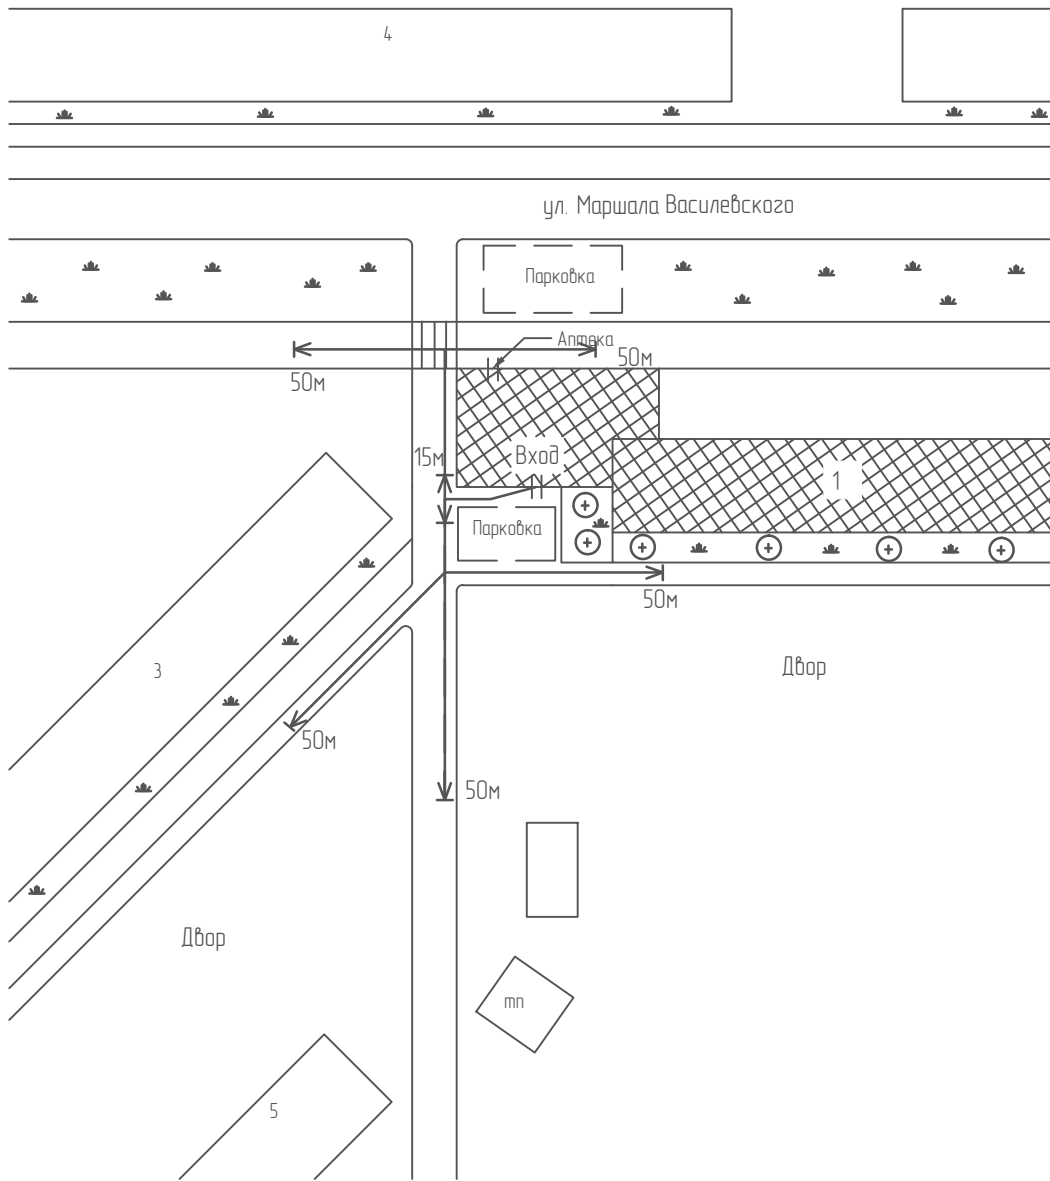 4
ул. Маршала Василевского
Парковка
Аптека
50м
50м
15м
Вход
1
Парковка
50м
3
Двор
50м
50м
Двор
тп
5